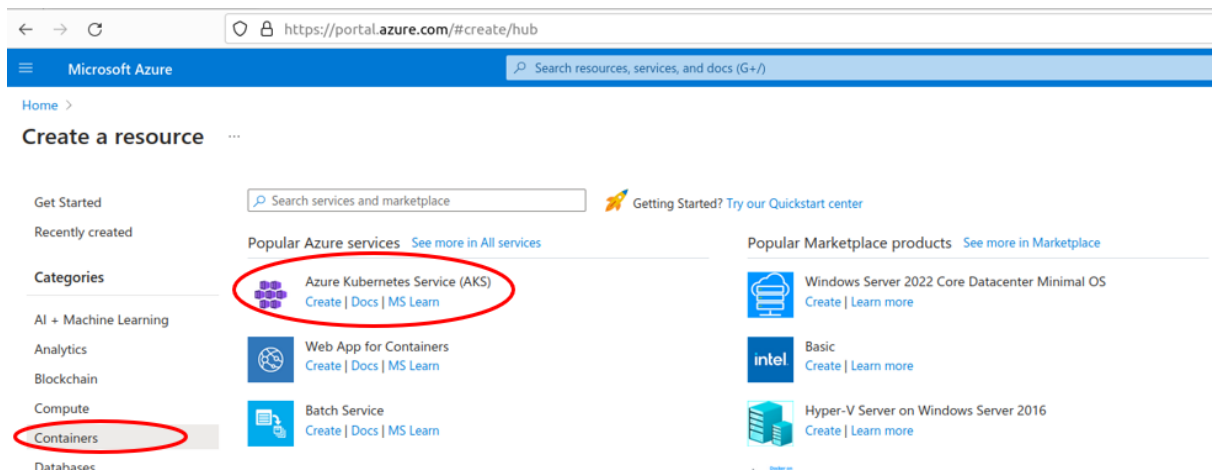 https://portal.azure.com/#create/hub
Microsoft Azure
Search resources, services, and docs (G+/)
Home >
Create a resource ...
Get Started
Recently created
Categories
AI + Machine Learning
Analytics
Blockchain
Compute
Containers
Databases
Search services and marketplace
Getting Started? Try our Quickstart center
Popular Azure services See more in All services
Azure Kubernetes Service (AKS)
Create | Docs | MS Learn
Web App for Containers
Create | Docs | MS Learn
Batch Service
Create | Docs | MS Learn
Popular Marketplace products See more in Marketplace
Windows Server 2022 Core Datacenter Minimal OS
Create | Learn more
intel.
Basic
Create | Learn more
Hyper-V Server on Windows Server 2016
Create | Learn more